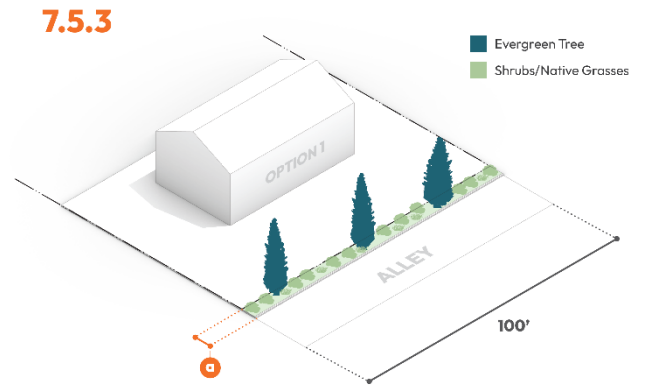 7.5.3
Evergreen Tree
Shrubs/Native Grasses
OPTION 1
ALLEY
100’
a